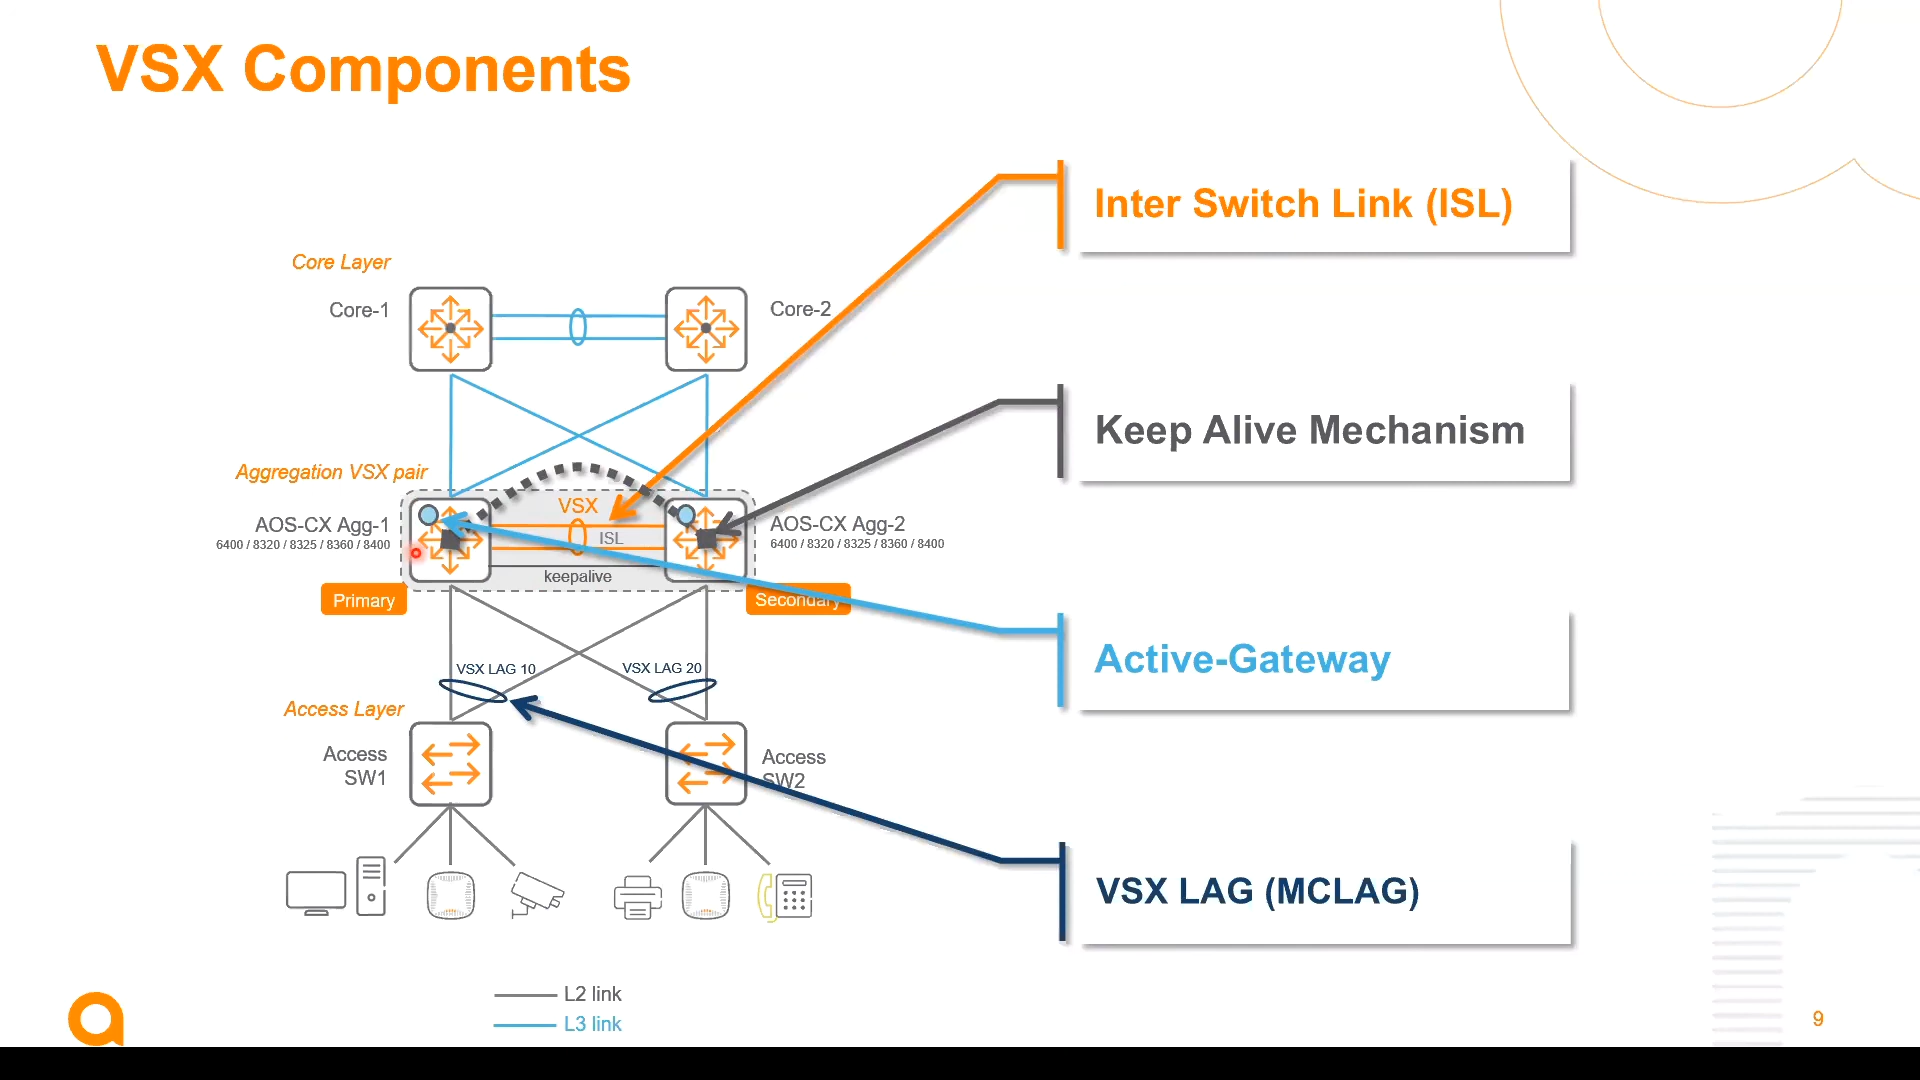 VSX Components
Inter Switch Link (ISL)
Core Layer
Core-1
Core-2
Keep Alive Mechanism
Aggregation VSX pair
VSX
AOS-CX Agg-1
6400 / 8320 / 8325 / 8360 / 8400
ISL
AOS-CX Agg-2
6400 / 8320 / 8325 / 8360 / 8400
keepalive
Primary
Secondary
Active-Gateway
VSX LAG 10
VSX LAG 20
Access Layer
Access
SW1
Access
SW2
VSX LAG (MCLAG)
L2 link
L3 link
9